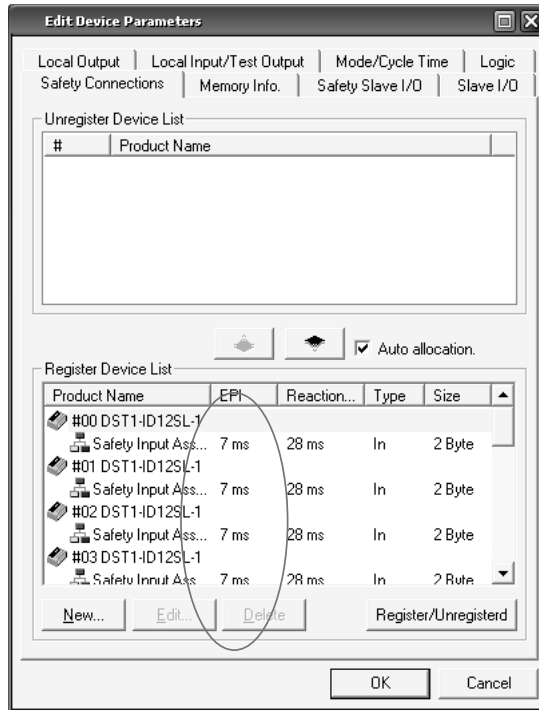 Edit Device Parameters
Local Output Local Input/Test Output Mode/Cycle Time Logic
Safety Connections Memory Info. Safety Slave I/O Slave I/O
Unregister Device List
# Product Name
Auto allocation.
Register Device List
Product Name EPI Reaction... Type Size
#00 DST1-ID12SL-1
Safety Input Ass... 7 ms 28 ms In 2 Byte
#01 DST1-ID12SL-1
Safety Input Ass... 7 ms 28 ms In 2 Byte
#02 DST1-ID12SL-1
Safety Input Ass... 7 ms 28 ms In 2 Byte
#03 DST1-ID12SL-1
Safety Input Ass... 7 ms 28 ms In 2 Byte
New... Edit... Delete Register/Unregisterd
OK Cancel